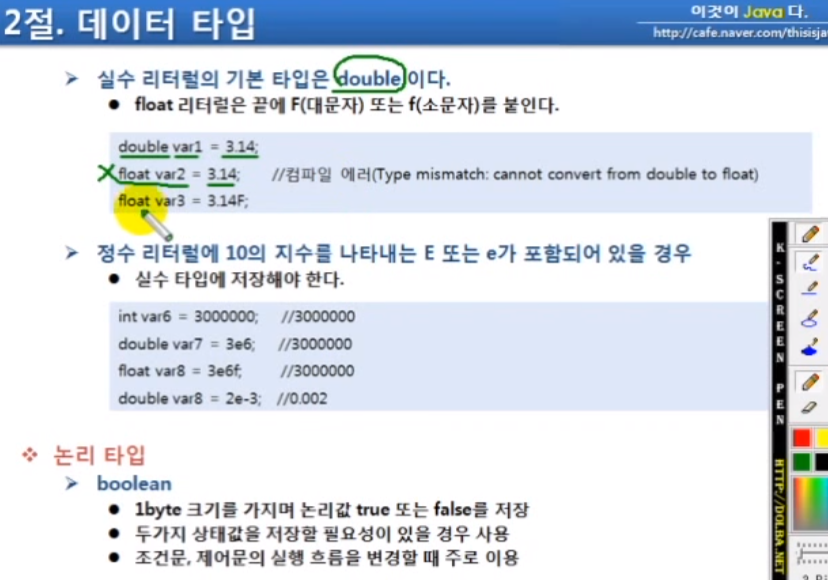 2절. 데이터 타입
이것이 Java 다.
http://cafe.naver.com/thisisja
실수 리터럴의 기본 타입은 double이다.
float 리터럴은 끝에 F(대문자) 또는 f(소문자)를 붙인다.
double var1 = 3.14;
float var2 = 3.14; //컴파일 에러(Type mismatch: cannot convert from double to float)
float var3 = 3.14F;
정수 리터럴에 10의 지수를 나타내는 E 또는 e가 포함되어 있을 경우
실수 타입에 저장해야 한다.
int var6 = 3000000; //3000000
double var7 = 3e6; //3000000
float var8 = 3e6f; //3000000
double var8 = 2e-3; //0.002
논리 타입
boolean
1byte 크기를 가지며 논리값 true 또는 false를 저장
두가지 상태값을 저장할 필요성이 있을 경우 사용
조건문, 제어문의 실행 흐름을 변경할 때 주로 이용
K-SCREEN PEN HTTP://DOLBA.NET